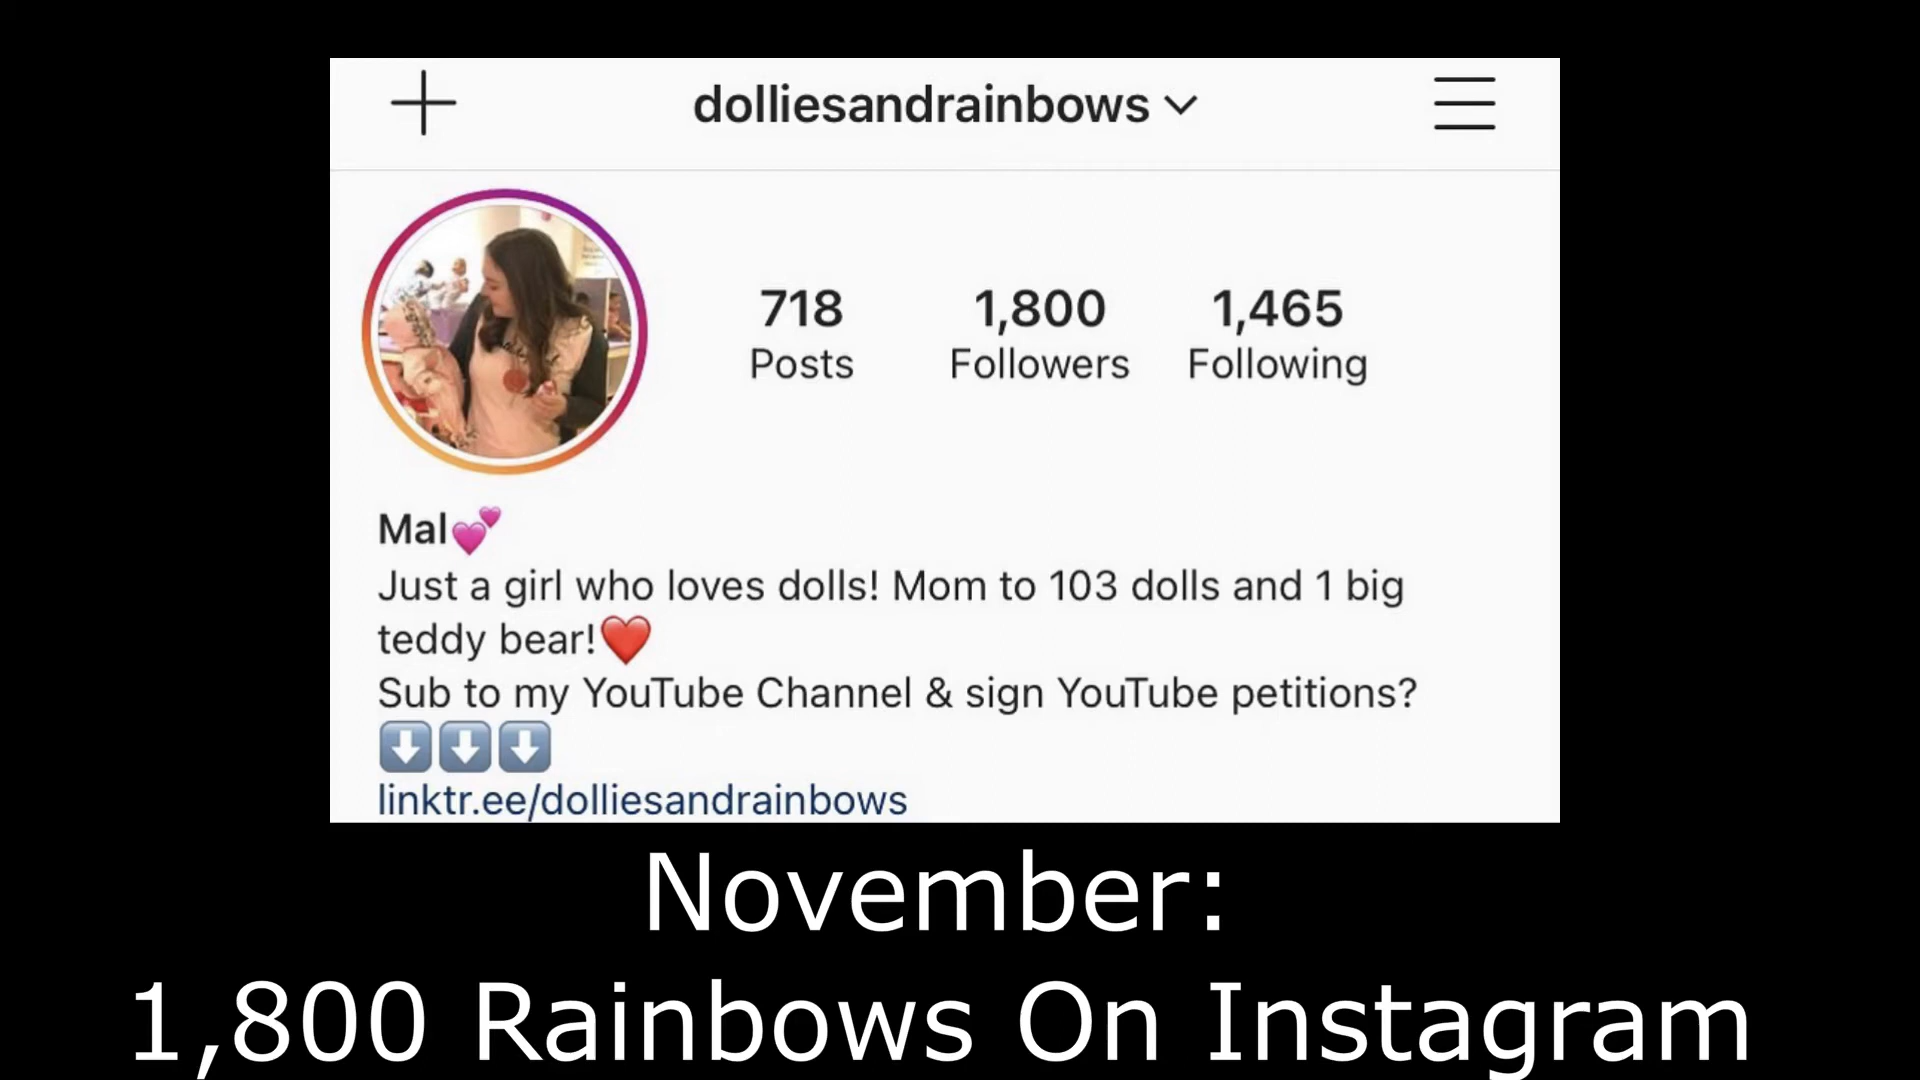 dolliesandrainbows
718 1,800 1,465
Posts Followers Following
Mal💕
Just a girl who loves dolls! Mom to 103 dolls and 1 big
teddy bear!❤️
Sub to my YouTube Channel & sign YouTube petitions?
⬇️⬇️⬇️
linktr.ee/dolliesandrainbows
November:
1,800 Rainbows On Instagram